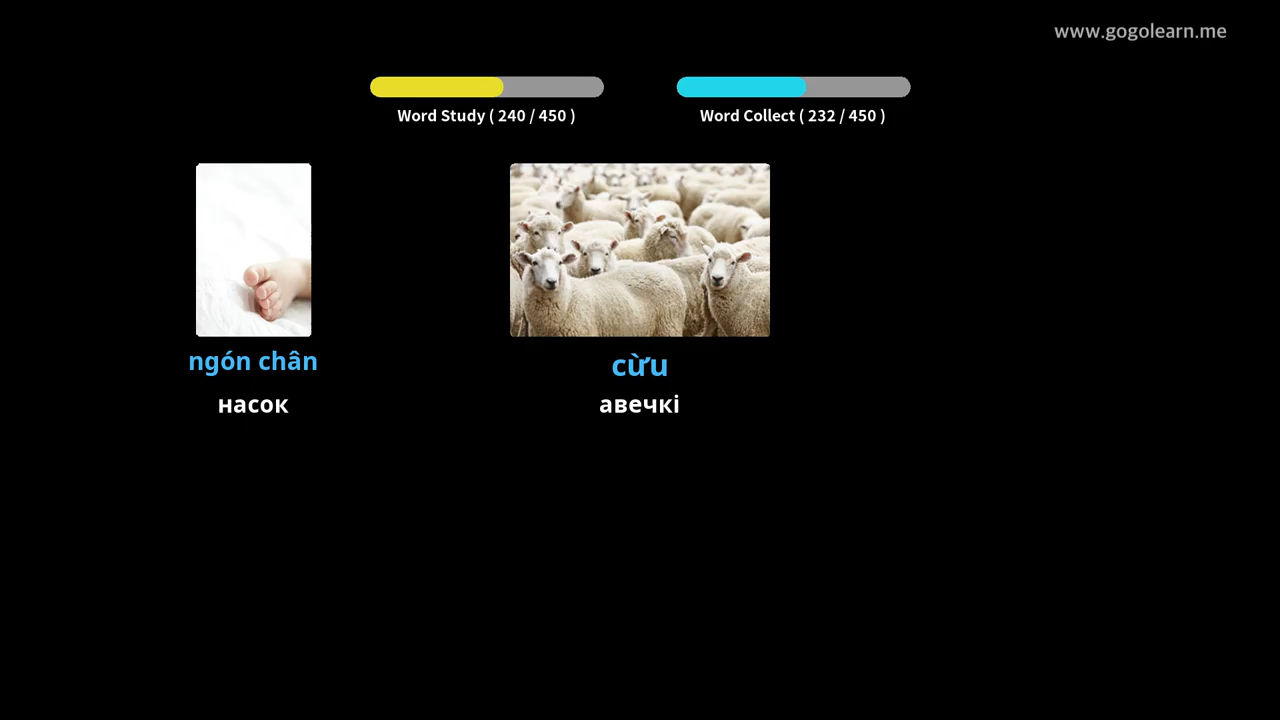 www.gogolearn.me
Word Study ( 240 / 450 )
Word Collect ( 232 / 450 )
ngón chân
насок
cừu
авечкі